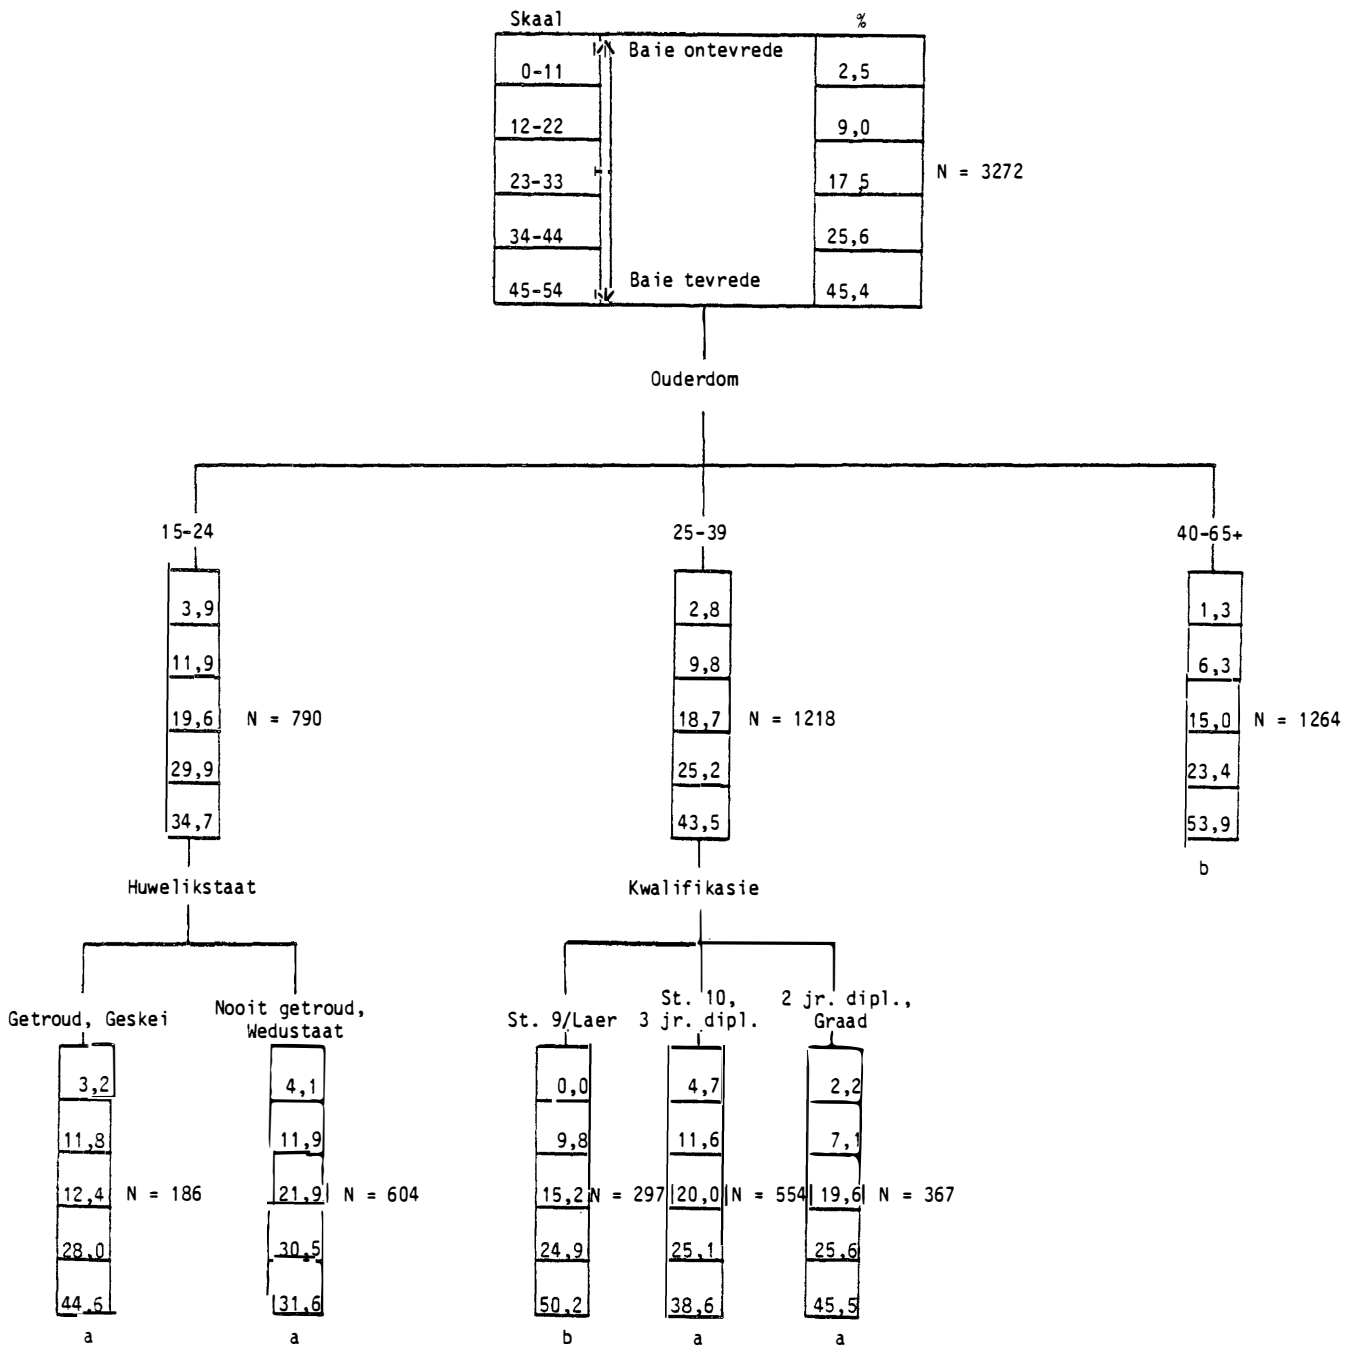 Skaal %
Baie ontevrede
0-11 2,5
12-22 9,0
23-33 17,5 N = 3272
34-44 25,6
Baie tevrede
45-54 45,4
Ouderdom
15-24 25-39 40-65+
3,9 2,8 1,3
11,9 9,8 6,3
19,6 N = 790 18,7 N = 1218 15,0 N = 1264
29,9 25,2 23,4
34,7 43,5 53,9
b
Huwelikstaat Kwalifikasie
Getroud, Geskei
Nooit getroud,
Wedustaat
St. 9/Laer
St. 10,
3 jr. dipl.
2 jr. dipl.,
Graad
3,2 4,1 0,0 4,7 2,2
11,8 11,9 9,8 11,6 7,1
12,4 N = 186 21,9 N = 604 15,2 N = 297 20,0 N = 554 19,6 N = 367
28,0 30,5 24,9 25,1 25,6
44,6 31,6 50,2 38,6 45,5
a a b a a